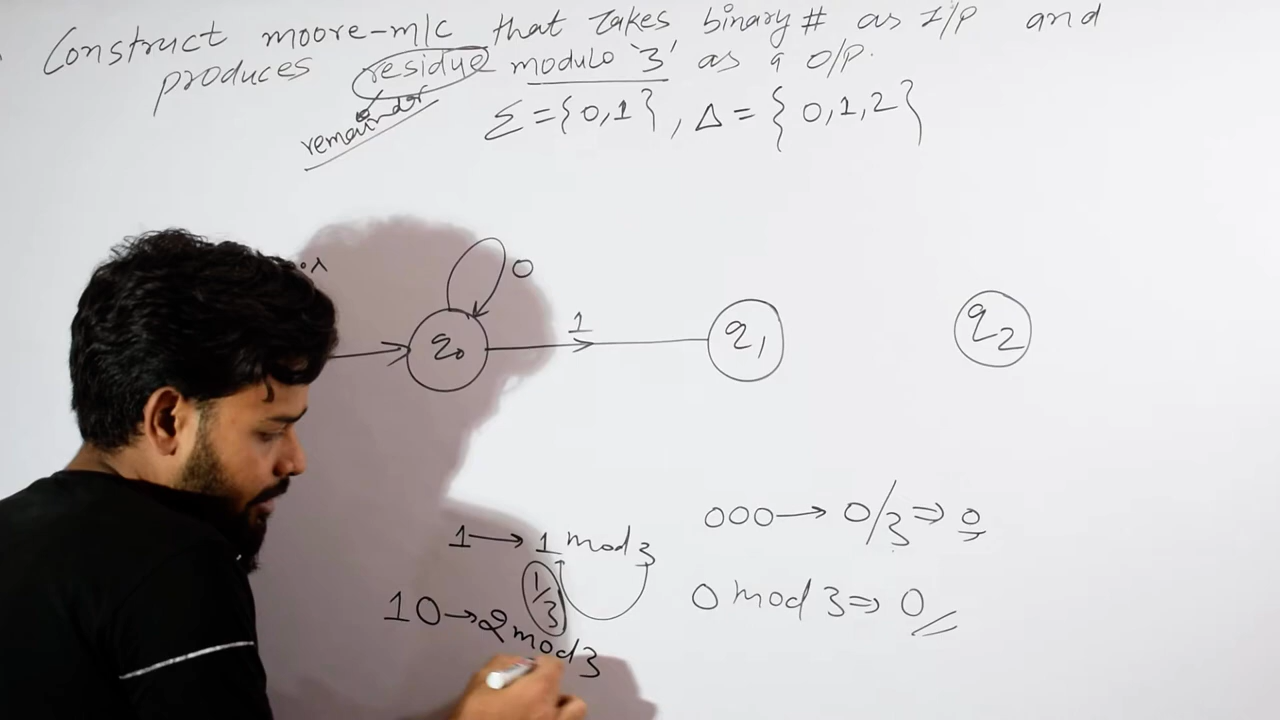 Construct moore-m/c that takes binary # as I/P and
produces residue modulo '3' as a O/P.
remainder
Σ = {0,1}, Δ = {0,1,2}
λ
0
1
q0
q1
q2
000 → 0/3 ⇒ 0
1 → 1 mod 3
1/3
0 mod 3 ⇒ 0
10 → 2 mod 3